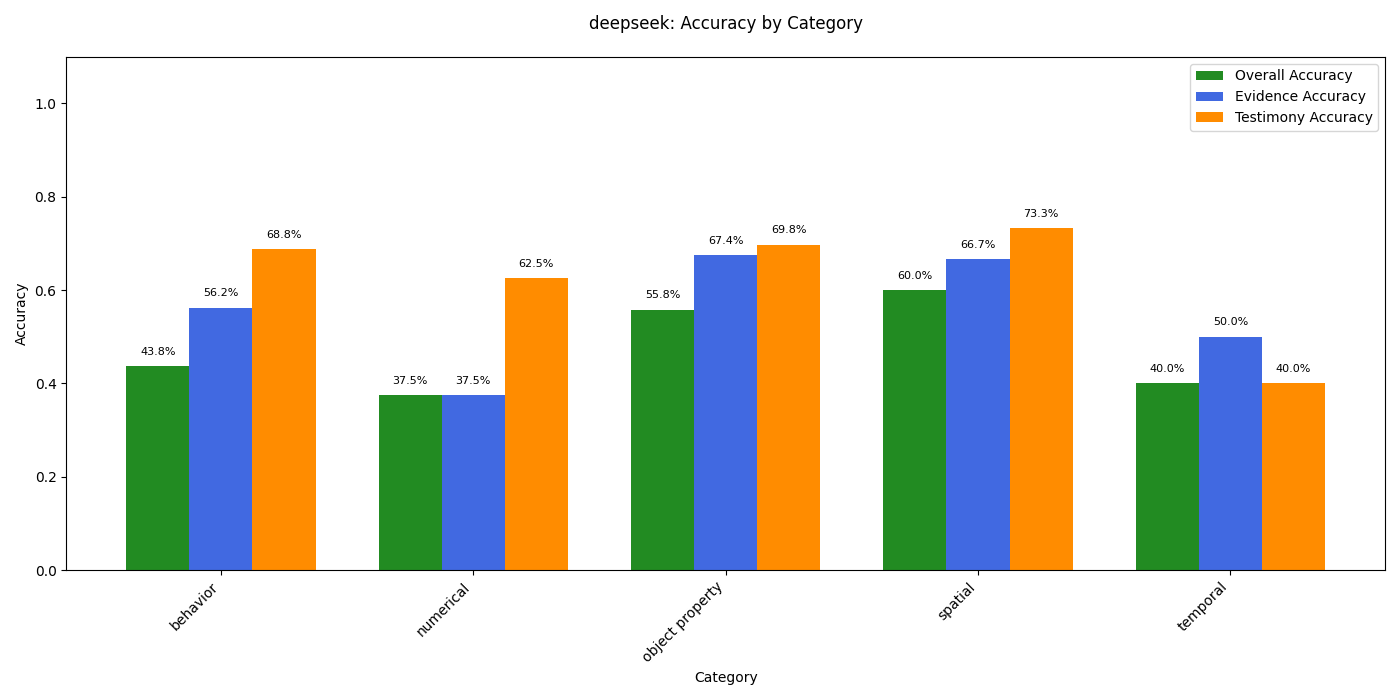 deepseek: Accuracy by Category
Overall Accuracy
Evidence Accuracy
Testimony Accuracy
Accuracy
1.0
0.8
0.6
0.4
0.2
0.0
43.8%
56.2%
68.8%
37.5%
37.5%
62.5%
55.8%
67.4%
69.8%
60.0%
66.7%
73.3%
40.0%
50.0%
40.0%
behavior
numerical
object property
spatial
temporal
Category